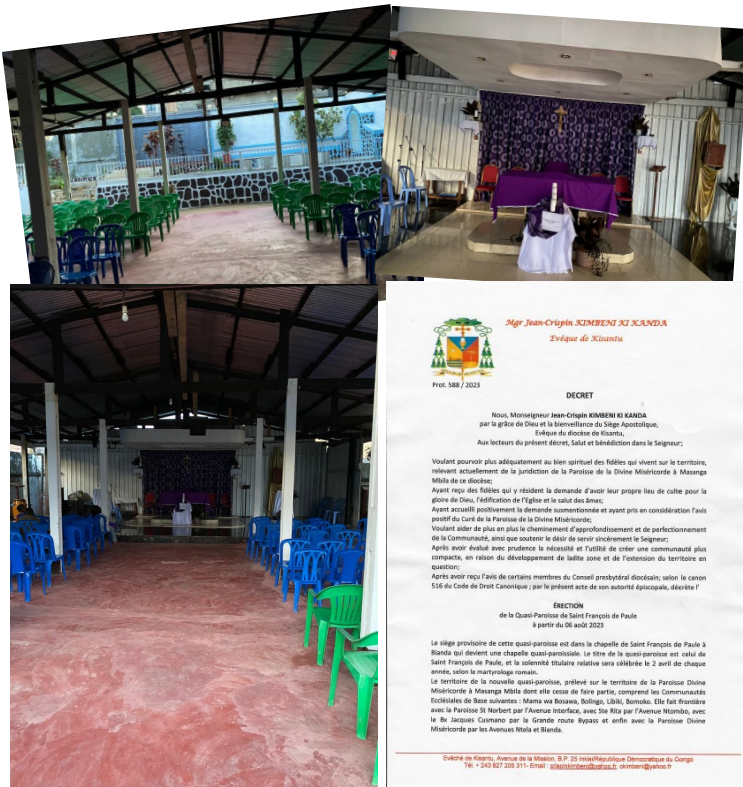 Mgr Jean-Crispin KIMBENI KI KANDA
Evêque de Kisantu
Prot. 588 / 2023
DECRET
Nous, Monseigneur Jean-Crispin KIMBENI KI KANDA
par la grâce de Dieu et la bienveillance du Siège Apostolique,
Evêque du diocèse de Kisantu,
Aux lecteurs du présent décret, Salut et bénédiction dans le Seigneur;
Voulant pourvoir plus adéquatement au bien spirituel des fidèles qui vivent sur le territoire,
relevant actuellement de la juridiction de la Paroisse de la Divine Miséricorde à Masanga
Mbila de ce diocèse;
Ayant reçu des fidèles qui y résident la demande d'avoir leur propre lieu de culte pour la
gloire de Dieu, l'édification de l'Eglise et le salut des âmes;
Ayant accueilli positivement la demande susmentionnée et ayant pris en considération l'avis
positif du Curé de la Paroisse de la Divine Miséricorde;
Voulant aider de plus en plus le cheminement d'approfondissement et de perfectionnement
de la Communauté, ainsi que soutenir le désir de servir sincèrement le Seigneur;
Après avoir évalué avec prudence la nécessité et l'utilité de créer une communauté plus
compacte, en raison du développement de ladite zone et de l'extension du territoire en
question;
Après avoir reçu l'avis de certains membres du Conseil presbytéral diocésain; selon le canon
516 du Code de Droit Canonique ; par le présent acte de son autorité épiscopale, décrète l'
ÉRECTION
de la Quasi-Paroisse de Saint François de Paule
à partir du 06 août 2023
Le siège provisoire de cette quasi-paroisse est dans la chapelle de Saint François de Paule à
Bianda qui devient une chapelle quasi-paroissiale. Le titre de la quasi-paroisse est celui de
Saint François de Paule, et la solennité titulaire relative sera célébrée le 2 avril de chaque
année, selon le martyrologe romain.
Le territoire de la nouvelle quasi-paroisse, prélevé sur le territoire de la Paroisse Divine
Miséricorde à Masanga Mbila dont elle cesse de faire partie, comprend les Communautés
Ecclésiales de Base suivantes : Mama wa Bosawa, Bolingo, Libiki, Bomoko. Elle fait frontière
avec la Paroisse St Norbert par l'Avenue Interface, avec Ste Rita par l'Avenue Ntombo, avec
le Bx Jacques Cusmano par la Grande route Bypass et enfin avec la Paroisse Divine
Miséricorde par les Avenues Ntela et Bianda.
Evêché de Kisantu, Avenue de la Mission, B.P. 25 Inkisi/République Démocratique du Congo
Tél. + 243 827 205 311- Email : crispinkimbeni@yahoo.fr, ckimbeni@yahoo.fr